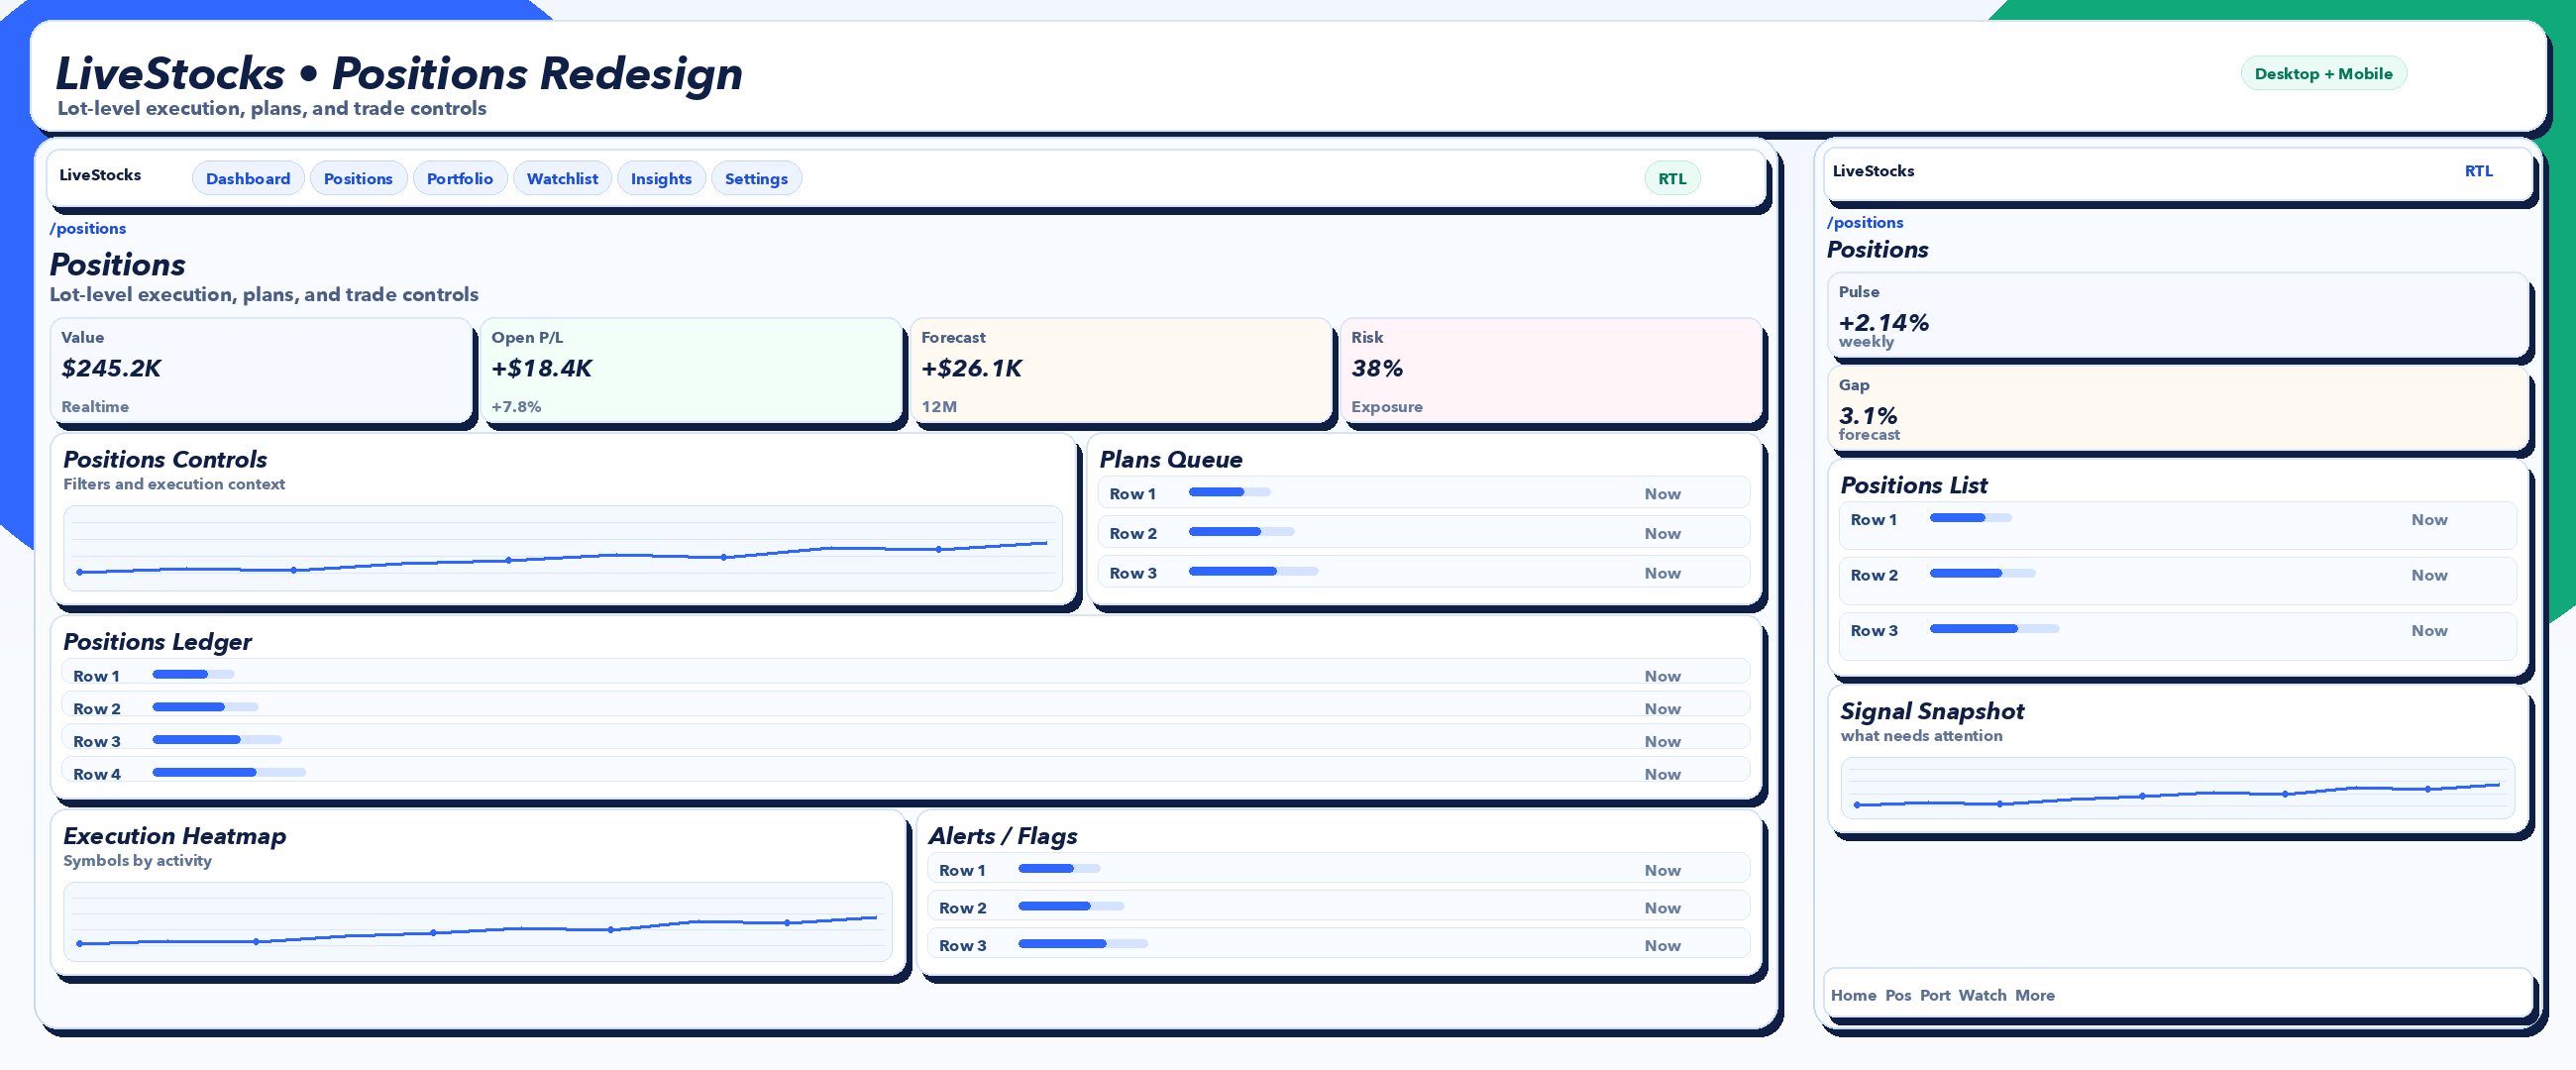 LiveStocks • Positions Redesign
Lot-level execution, plans, and trade controls
Desktop + Mobile
LiveStocks Dashboard Positions Portfolio Watchlist Insights Settings RTL
/positions
Positions
Lot-level execution, plans, and trade controls
Value
$245.2K
Realtime
Open P/L
+$18.4K
+7.8%
Forecast
+$26.1K
12M
Risk
38%
Exposure
Positions Controls
Filters and execution context
Plans Queue
Row 1 Now
Row 2 Now
Row 3 Now
Positions Ledger
Row 1 Now
Row 2 Now
Row 3 Now
Row 4 Now
Execution Heatmap
Symbols by activity
Alerts / Flags
Row 1 Now
Row 2 Now
Row 3 Now
LiveStocks RTL
/positions
Positions
Pulse
+2.14%
weekly
Gap
3.1%
forecast
Positions List
Row 1 Now
Row 2 Now
Row 3 Now
Signal Snapshot
what needs attention
Home Pos Port Watch More